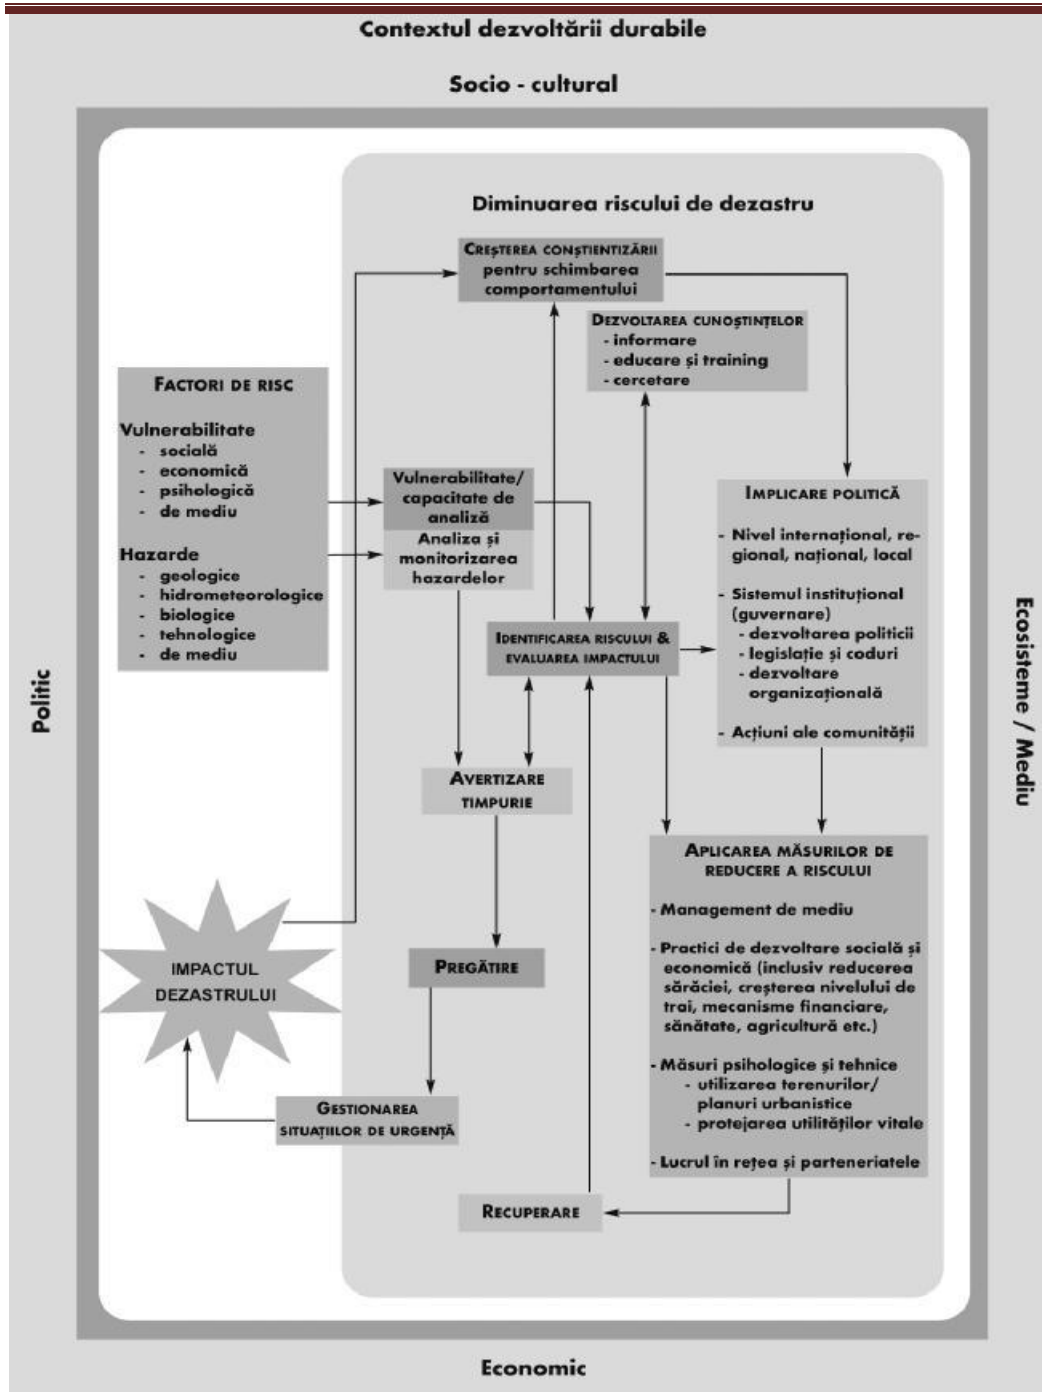 Contextul dezvoltării durabile
Socio - cultural
Diminuarea riscului de dezastru
CREȘTEREA CONȘTIENTIZĂRII
pentru schimbarea
comportamentului
DEZVOLTAREA CUNOȘTINȚELOR
- informare
- educare și training
- cercetare
FACTORI DE RISC
Vulnerabilitate
- socială
- economică
- psihologică
- de mediu
Hazarde
- geologice
- hidrometeorologice
- biologice
- tehnologice
- de mediu
Vulnerabilitate/
capacitate de
analiză
Analiza și
monitorizarea
hazardelor
IMPLICARE POLITICĂ
- Nivel internațional, re-
gional, național, local
- Sistemul instituțional
(guvernare)
- dezvoltarea politicii
- legislație și coduri
- dezvoltare
organizațională
- Acțiuni ale comunității
IDENTIFICAREA RISCULUI &
EVALUAREA IMPACTULUI
Politic
Ecosisteme / Mediu
AVERTIZARE
TIMPURIE
APLICAREA MĂSURILOR DE
REDUCERE A RISCULUI
- Management de mediu
- Practici de dezvoltare socială și
economică (inclusiv reducerea
sărăciei, creșterea nivelului de
trai, mecanisme financiare,
sănătate, agricultură etc.)
- Măsuri psihologice și tehnice
- utilizarea terenurilor/
planuri urbanistice
- protejarea utilităților vitale
- Lucrul în rețea și parteneriatele
IMPACTUL
DEZASTRULUI
PREGĂTIRE
GESTIONAREA
SITUAȚIILOR DE URGENȚĂ
RECUPERARE
Economic